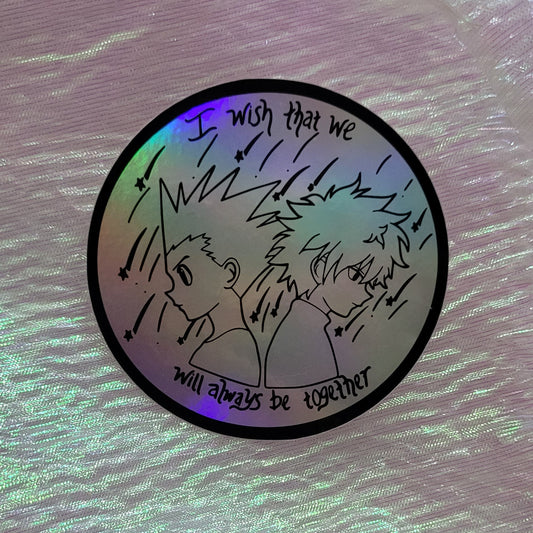 I wish that we
will always be together